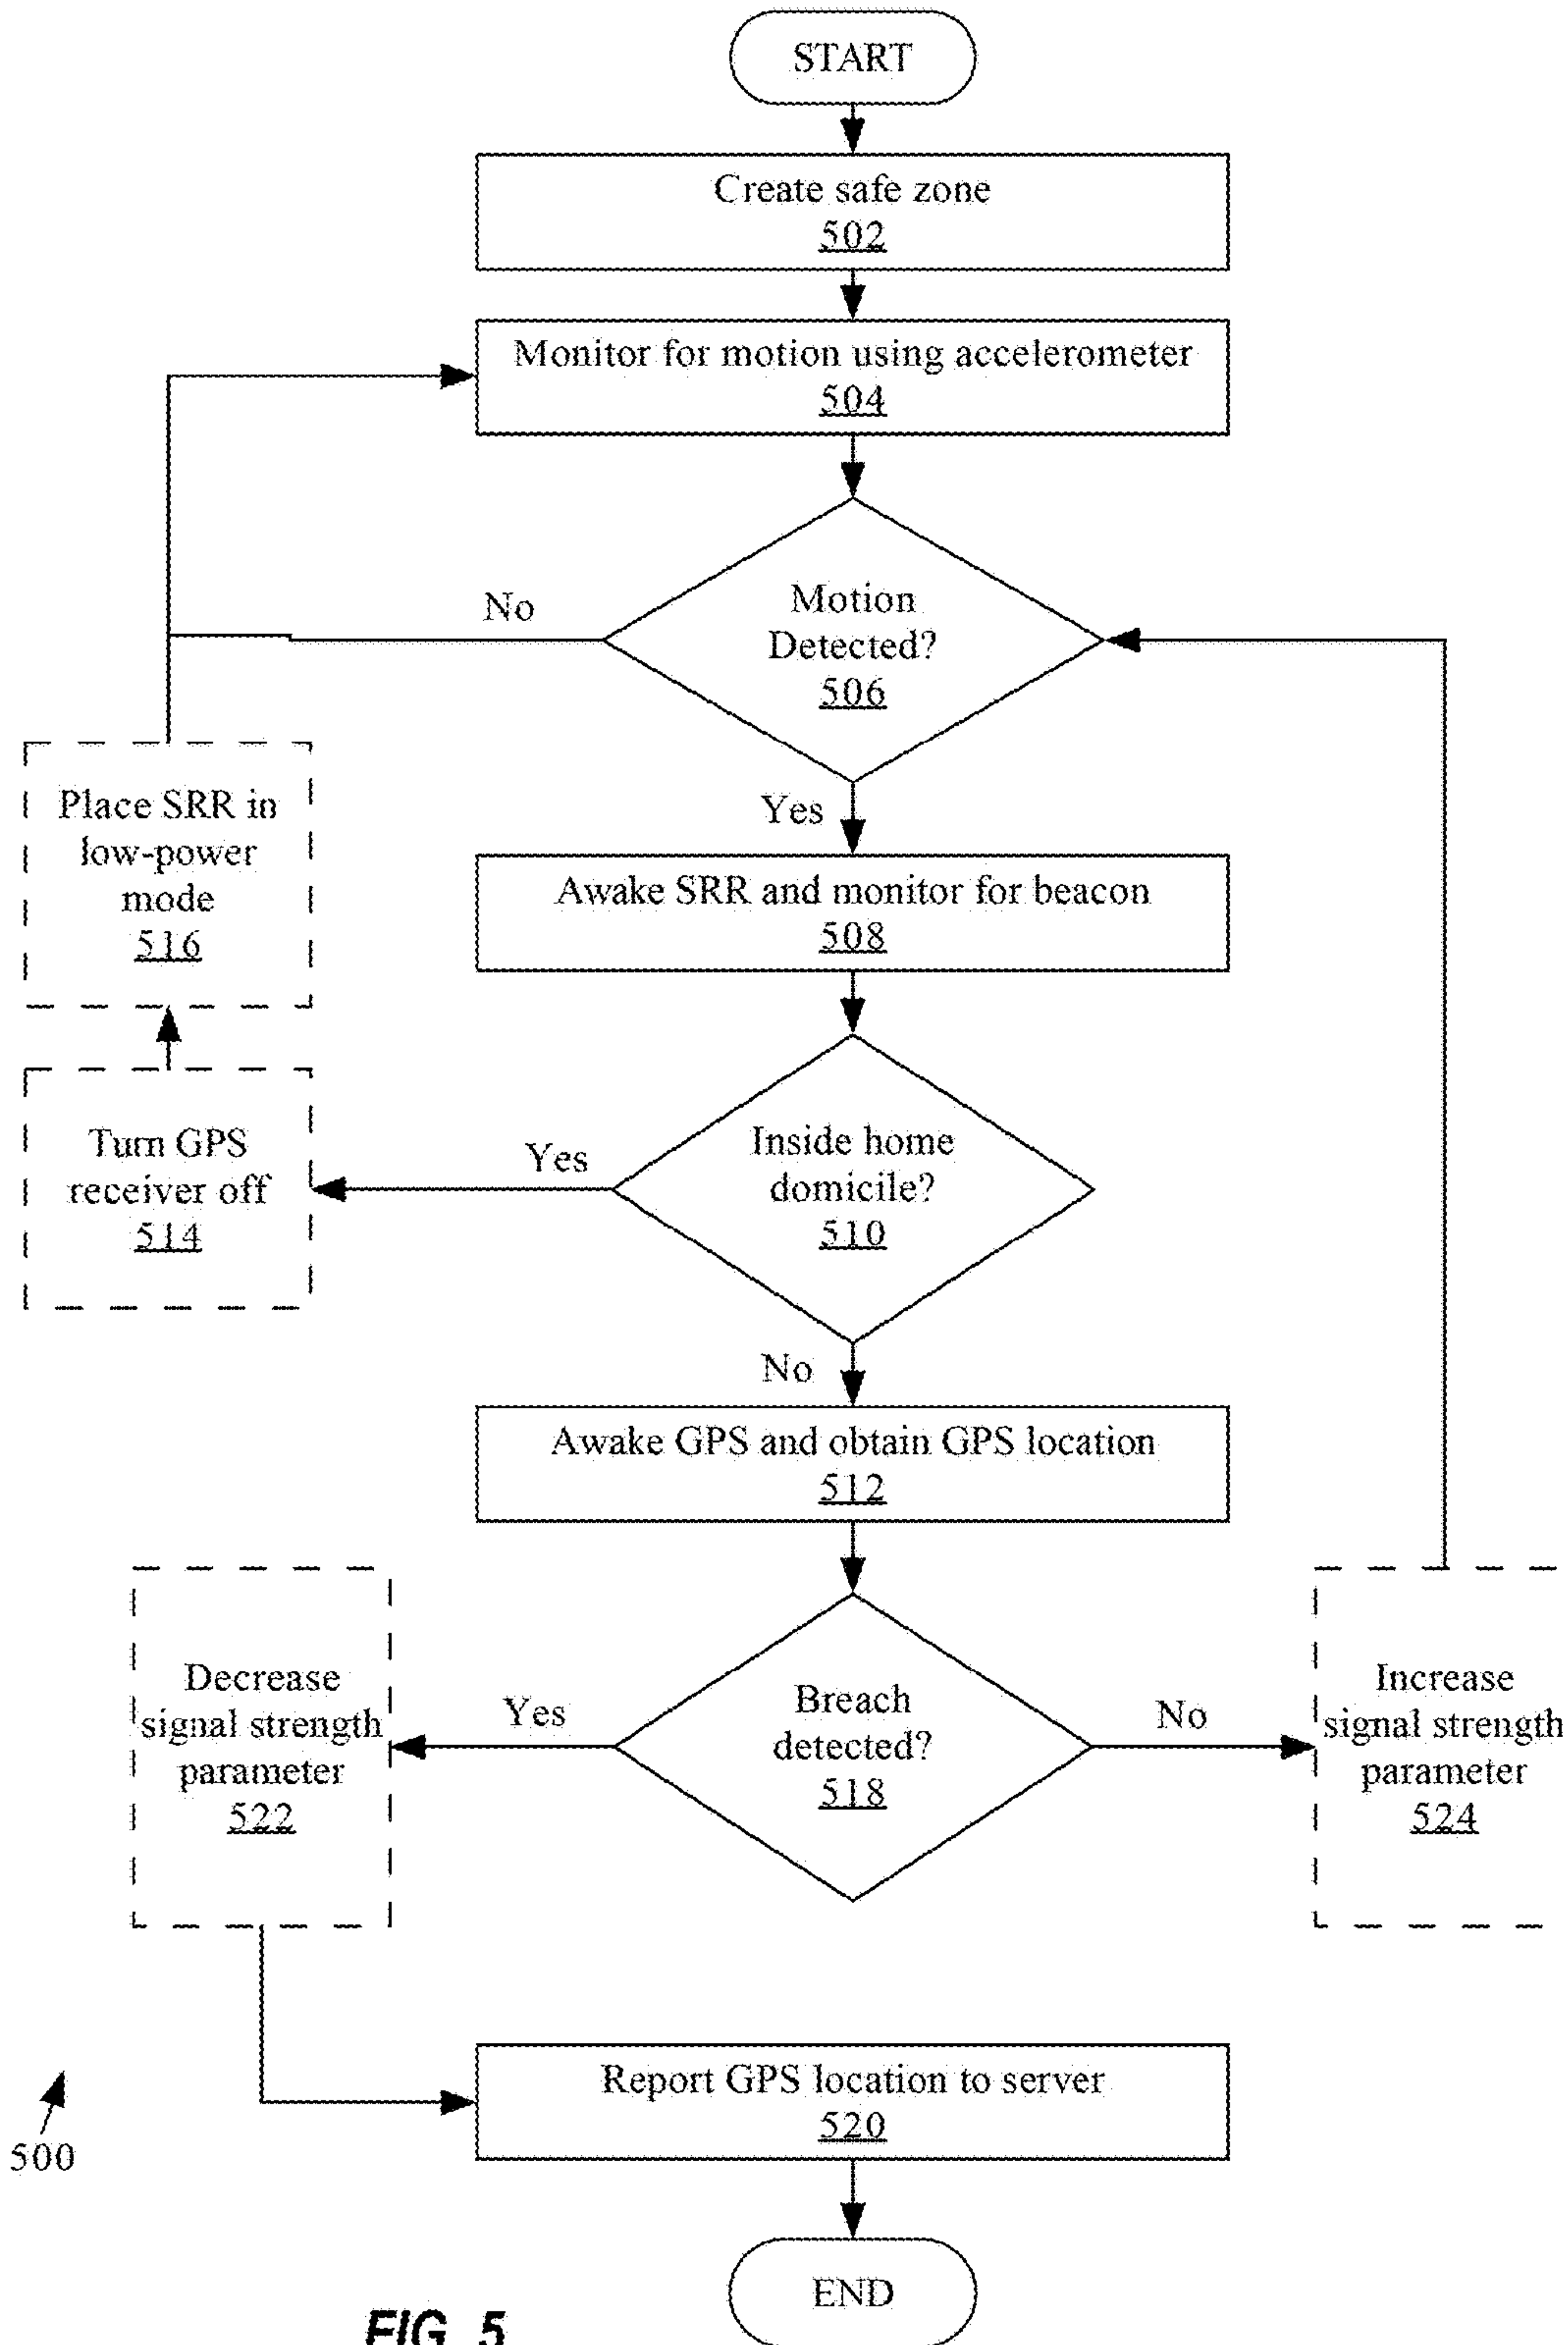 START
Create safe zone
502
Monitor for motion using accelerometer
504
No
Motion
Detected?
506
Yes
Place SRR in
low-power
mode
516
Awake SRR and monitor for beacon
508
Turn GPS
receiver off
514
Yes
Inside home
domicile?
510
No
Awake GPS and obtain GPS location
512
Decrease
signal strength
parameter
522
Yes
Breach
detected?
518
No
Increase
signal strength
parameter
524
Report GPS location to server
520
500
END
FIG. 5